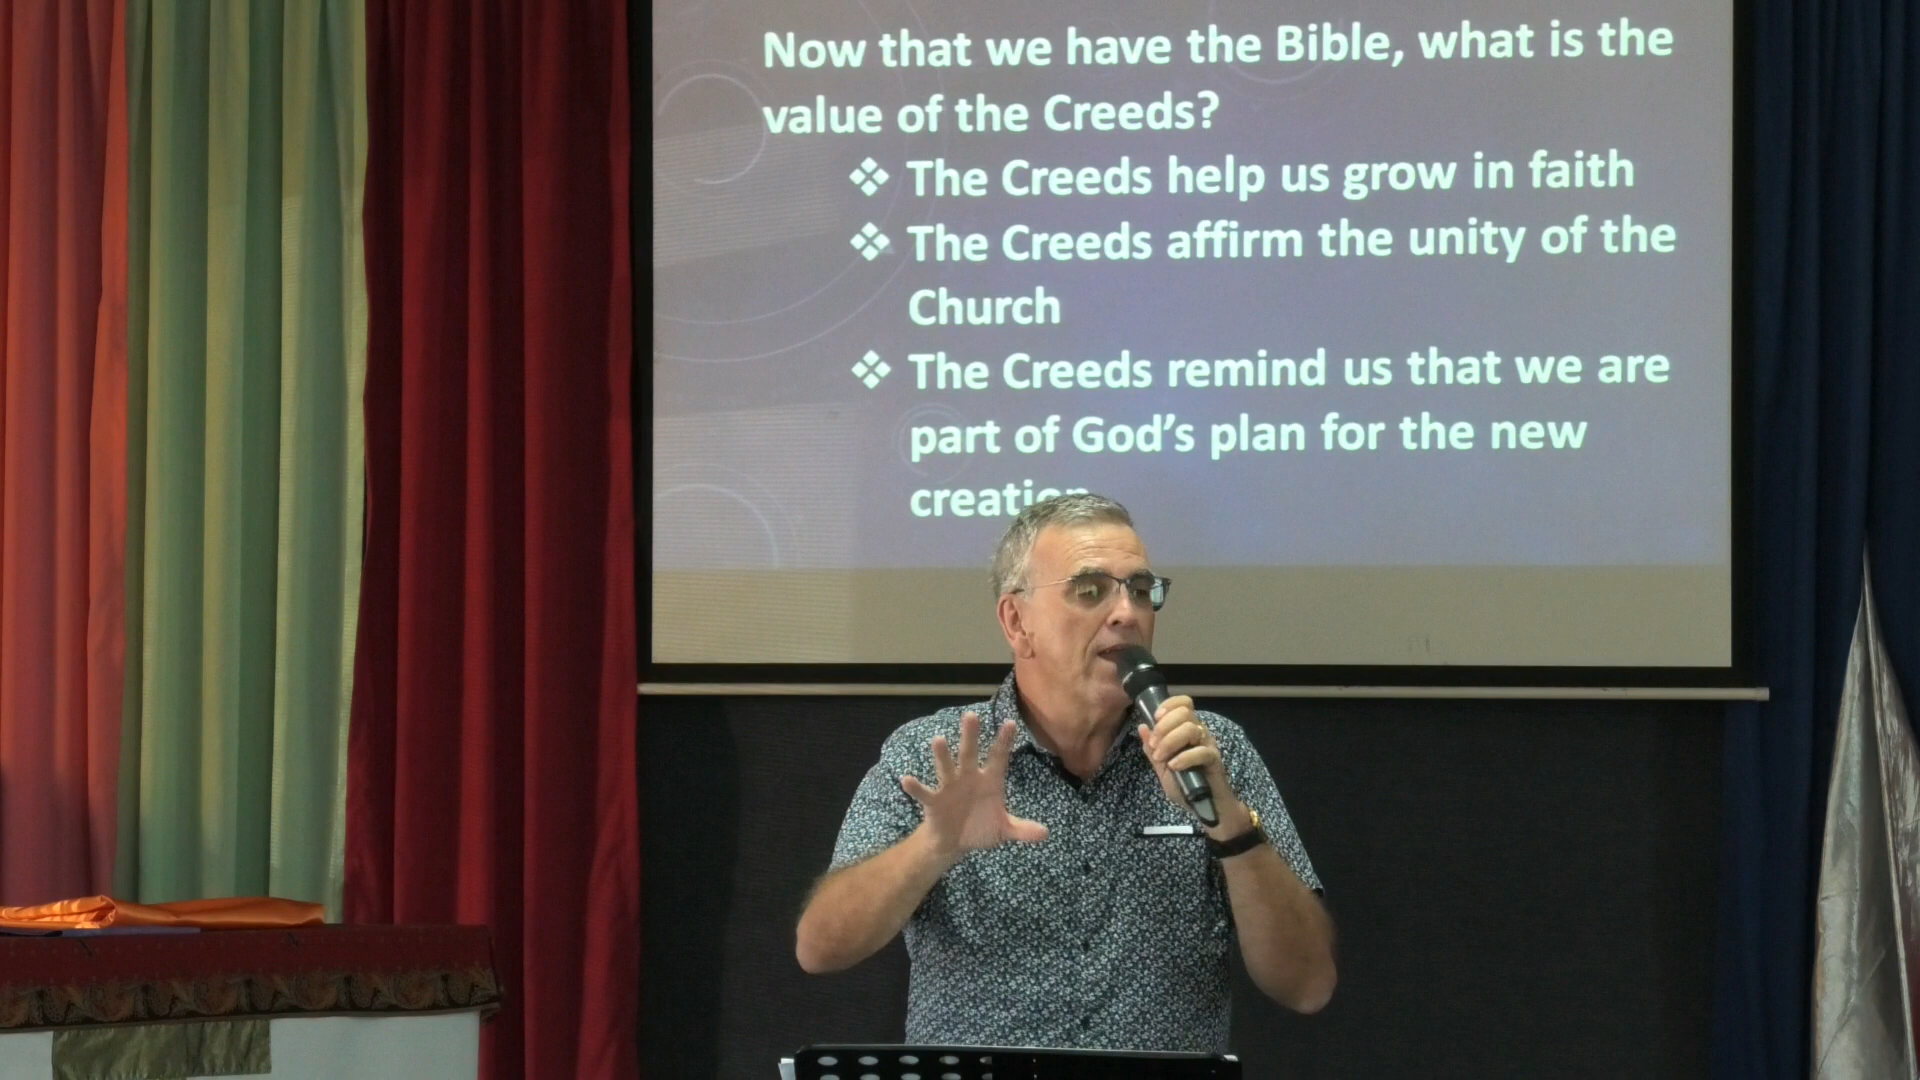 Now that we have the Bible, what is the
value of the Creeds?
❖ The Creeds help us grow in faith
❖ The Creeds affirm the unity of the
Church
❖ The Creeds remind us that we are
part of God's plan for the new
creation